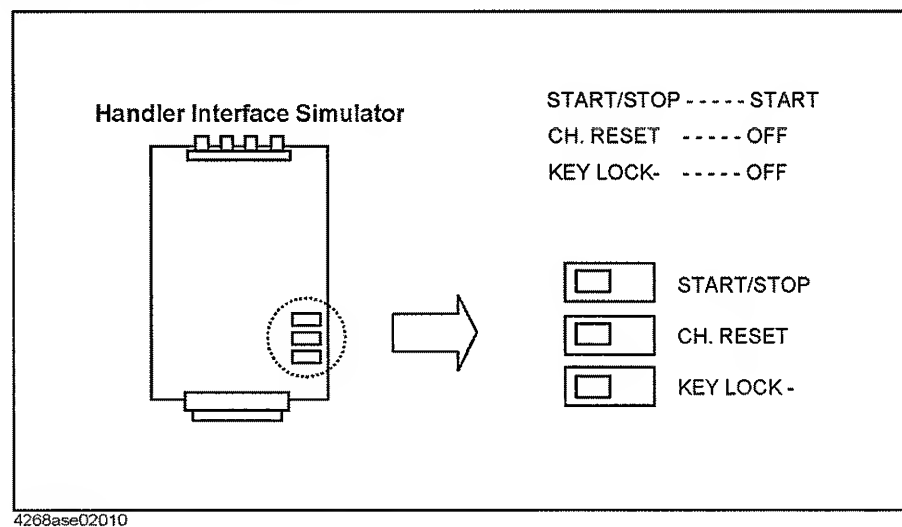 Handler Interface Simulator
START/STOP - - - - - START
CH. RESET - - - - - OFF
KEY LOCK- - - - - - OFF
START/STOP
CH. RESET
KEY LOCK -
4268ase02010